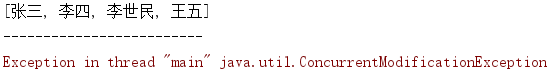 [张三, 李四, 李世民, 王五]
-------------------------
Exception in thread "main" java.util.ConcurrentModificationException